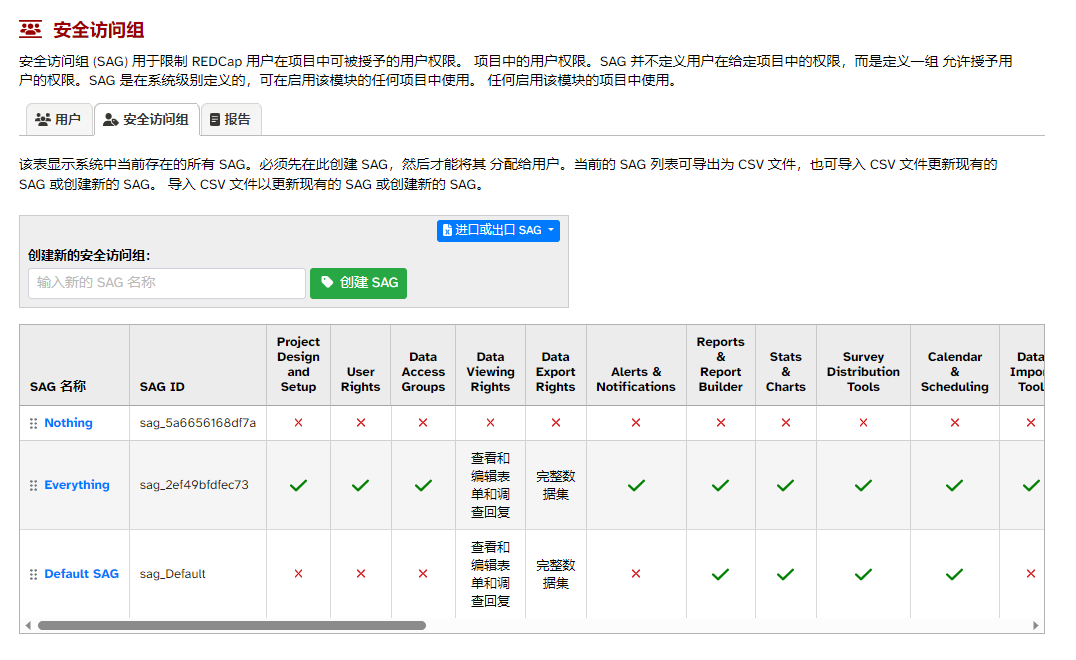 安全访问组
安全访问组 (SAG) 用于限制 REDCap 用户在项目中可被授予的用户权限。 项目中的用户权限。SAG 并不定义用户在给定项目中的权限，而是定义一组 允许授予用
户的权限。SAG 是在系统级别定义的，可在启用该模块的任何项目中使用。 任何启用该模块的项目中使用。
用户 安全访问组 报告
该表显示系统中当前存在的所有 SAG。必须先在此创建 SAG，然后才能将其 分配给用户。当前的 SAG 列表可导出为 CSV 文件，也可导入 CSV 文件更新现有的
SAG 或创建新的 SAG。 导入 CSV 文件以更新现有的 SAG 或创建新的 SAG。
进口或出口 SAG
创建新的安全访问组:
输入新的 SAG 名称 创建 SAG
SAG 名称
SAG ID
Project
Design
and
Setup
User
Rights
Data
Access
Groups
Data
Viewing
Rights
Data
Export
Rights
Alerts &
Notifications
Reports
&
Report
Builder
Stats
&
Charts
Survey
Distribution
Tools
Calendar
&
Scheduling
Data
Impor
Tool
Nothing sag_5a6656168df7a
Everything sag_2ef49bfdfec73
查看和
编辑表
单和调
查回复
完整数
据集
Default SAG sag_Default
查看和
编辑表
单和调
查回复
完整数
据集